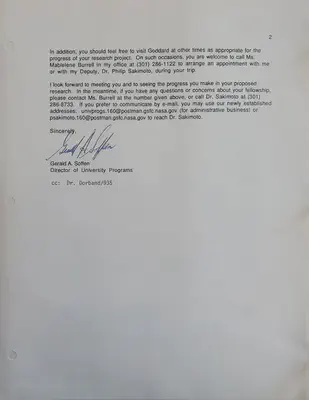 2
In addition, you should feel free to visit Goddard at other times as appropriate for the
progress of your research project. On such occasions, you are welcome to call Ms.
Mablelene Burrell in my office at (301) 286-1122 to arrange an appointment with me
or with my Deputy, Dr. Philip Sakimoto, during your trip.
I look forward to meeting you and to seeing the progress you make in your proposed
research. In the meantime, if you have any questions or concerns about your fellowship,
please contact Ms. Burrell at the number given above, or call Dr. Sakimoto at (301)
286-8733. If you prefer to communicate by e-mail, you may use our newly established
addresses: univprogs.160@postman.gsfc.nasa.gov (for administrative business) or
psakimoto.160@postman.gsfc.nasa.gov to reach Dr. Sakimoto.
Sincerely,
Gerald A Soffen
Gerald A. Soffen
Director of University Programs
cc: Dr. Dorband/935